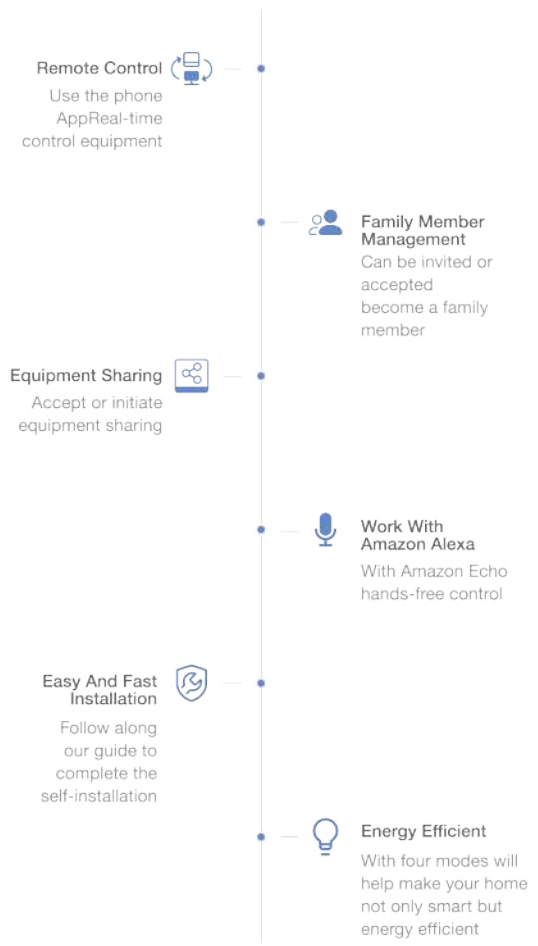 Remote Control
Use the phone
AppReal-time
control equipment
Family Member
Management
Can be invited or
accepted
become a family
member
Equipment Sharing
Accept or initiate
equipment sharing
Work With
Amazon Alexa
With Amazon Echo
hands-free control
Easy And Fast
Installation
Follow along
our guide to
complete the
self-installation
Energy Efficient
With four modes will
help make your home
not only smart but
energy efficient